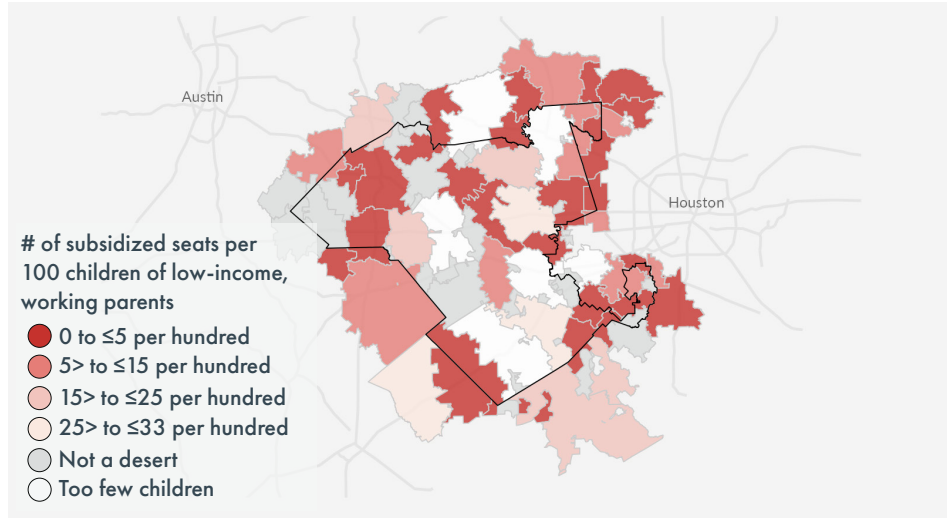 Austin
Houston
# of subsidized seats per
100 children of low-income,
working parents
0 to ≤5 per hundred
5> to ≤15 per hundred
15> to ≤25 per hundred
25> to ≤33 per hundred
Not a desert
Too few children